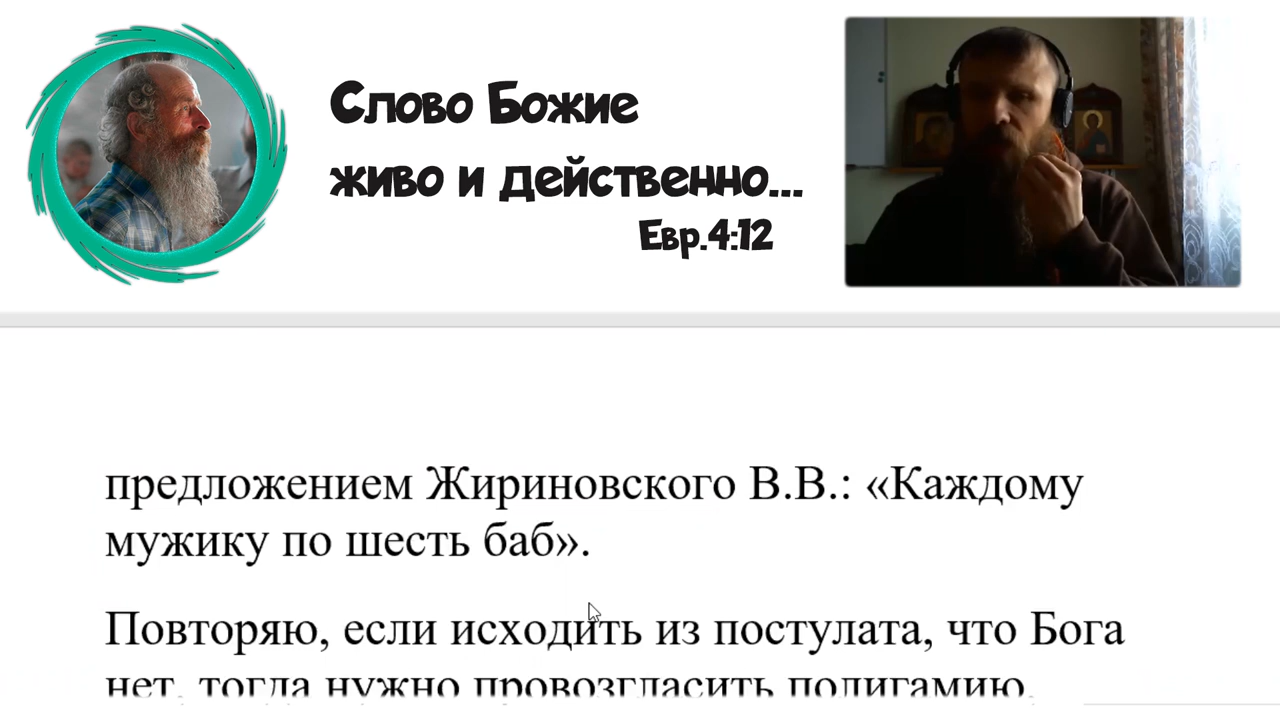 Слово Божие
живо и действенно...
Евр.4:12
предложением Жириновского В.В.: «Каждому
мужику по шесть баб».
Повторяю, если исходить из постулата, что Бога
нет, тогда нужно провозгласить полигамию.